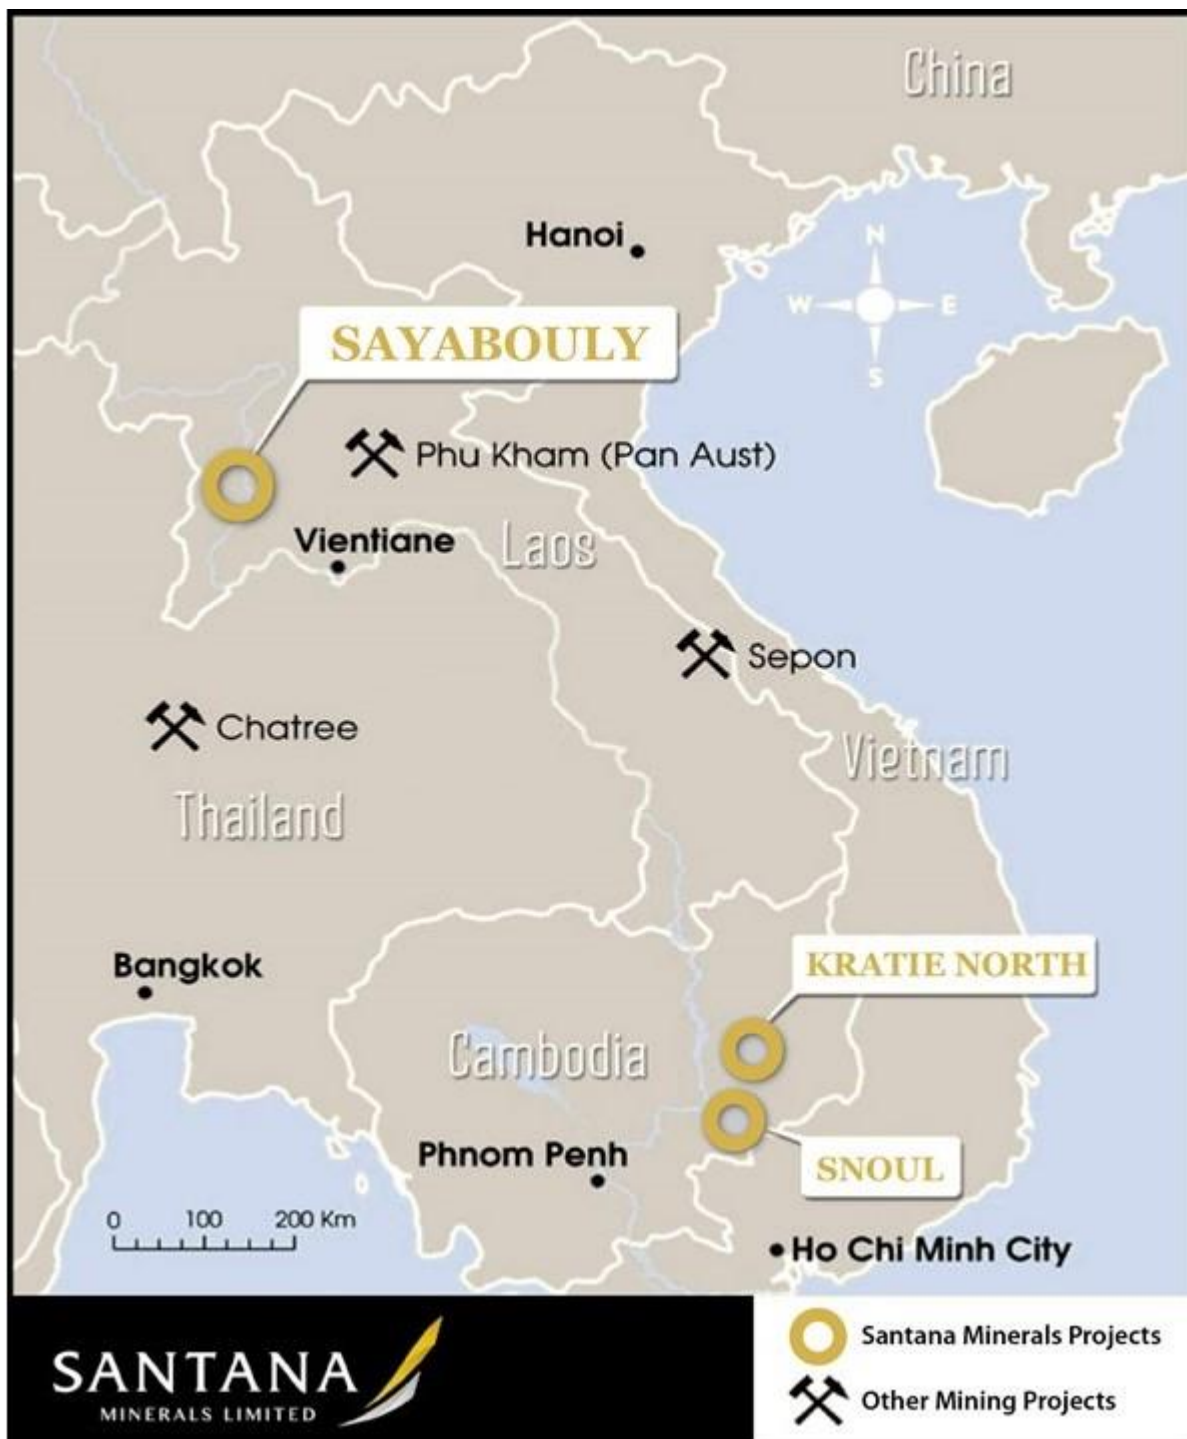 China
Hanoi
N
W E
S
SAYABOULY
Phu Kham (Pan Aust)
Vientiane
Laos
Sepon
Chatree
Vietnam
Thailand
KRATIE NORTH
Bangkok
Cambodia
Phnom Penh
SNOUL
0 100 200 Km
Ho Chi Minh City
SANTANA
MINERALS LIMITED
Santana Minerals Projects
Other Mining Projects